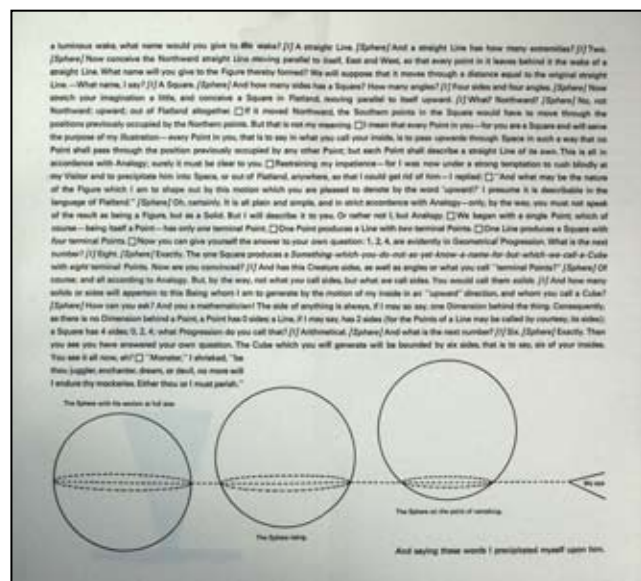 a luminous wake, what name would you give to the wake? [I] A straight Line. [Sphere] And a straight Line has how many extremities? [I] Two.
[Sphere] Now conceive the Northward straight Line moving parallel to itself, East and West, so that every point in it leaves behind it the wake of a
straight Line. What name will you give to the Figure thereby formed? We will suppose that it moves through a distance equal to the original straight
Line. —What name, I say? [I] A Square. [Sphere] And how many sides has a Square? How many angles? [I] Four sides and four angles. [Sphere] Now
stretch your imagination a little, and conceive a Square in Flatland, moving parallel to itself upward. [I] What? Northward? [Sphere] No, not
Northward; upward; out of Flatland altogether. □ If it moved Northward, the Southern points in the Square would have to move through the
positions previously occupied by the Northern points. But that is not my meaning. □ I mean that every Point in you—for you are a Square and will serve
the purpose of my illustration—every Point in you, that is to say in what you call your inside, is to pass upwards through Space in such a way that no
Point shall pass through the position previously occupied by any other Point; but each Point shall describe a straight Line of its own. This is all in
accordance with Analogy; surely it must be clear to you. □ Restraining my impatience—for I was now under a strong temptation to rush blindly at
my Visitor and to precipitate him into Space, or out of Flatland, anywhere, so that I could get rid of him—I replied: □ "And what may be the nature
of the Figure which I am to shape out by this motion which you are pleased to denote by the word 'upward?' I presume it is describable in the
language of Flatland." [Sphere] Oh, certainly. It is all plain and simple, and in strict accordance with Analogy—only, by the way, you must not speak
of the result as being a Figure, but as a Solid. But I will describe it to you. Or rather not I, but Analogy. □ We began with a single Point, which of
course—being itself a Point—has only one terminal Point. □ One Point produces a Line with two terminal Points. □ One Line produces a Square with
four terminal Points. □ Now you can give yourself the answer to your own question: 1, 2, 4, are evidently in Geometrical Progression. What is the next
number? [I] Eight. [Sphere] Exactly. The one Square produces a Something-which-you-do-not-as-yet-know-a-name-for-but-which-we-call-a-Cube
with eight terminal Points. Now are you convinced? [I] And has this Creature sides, as well as angles or what you call "terminal Points?" [Sphere] Of
course; and all according to Analogy. But, by the way, not what you call sides, but what we call sides. You would call them solids. [I] And how many
solids or sides will appertain to this Being whom I am to generate by the motion of my inside in an "upward" direction, and whom you call a Cube?
[Sphere] How can you ask? And you a mathematician! The side of anything is always, if I may so say, one Dimension behind the thing. Consequently,
as there is no Dimension behind a Point, a Point has 0 sides; a Line, if I may say, has 2 sides (for the Points of a Line may be called by courtesy, its sides);
a Square has 4 sides; 0, 2, 4; what Progression do you call that? [I] Arithmetical. [Sphere] And what is the next number? [I] Six. [Sphere] Exactly. Then
you see you have answered your own question. The Cube which you will generate will be bounded by six sides, that is to say, six of your insides.
You see it all now, eh? □ "Monster," I shrieked, "be
thou juggler, enchanter, dream, or devil, no more will
I endure thy mockeries. Either thou or I must perish."
The Sphere with his section at full size
My eye
The Sphere on the point of vanishing.
The Sphere rising.
And saying these words I precipitated myself upon him.